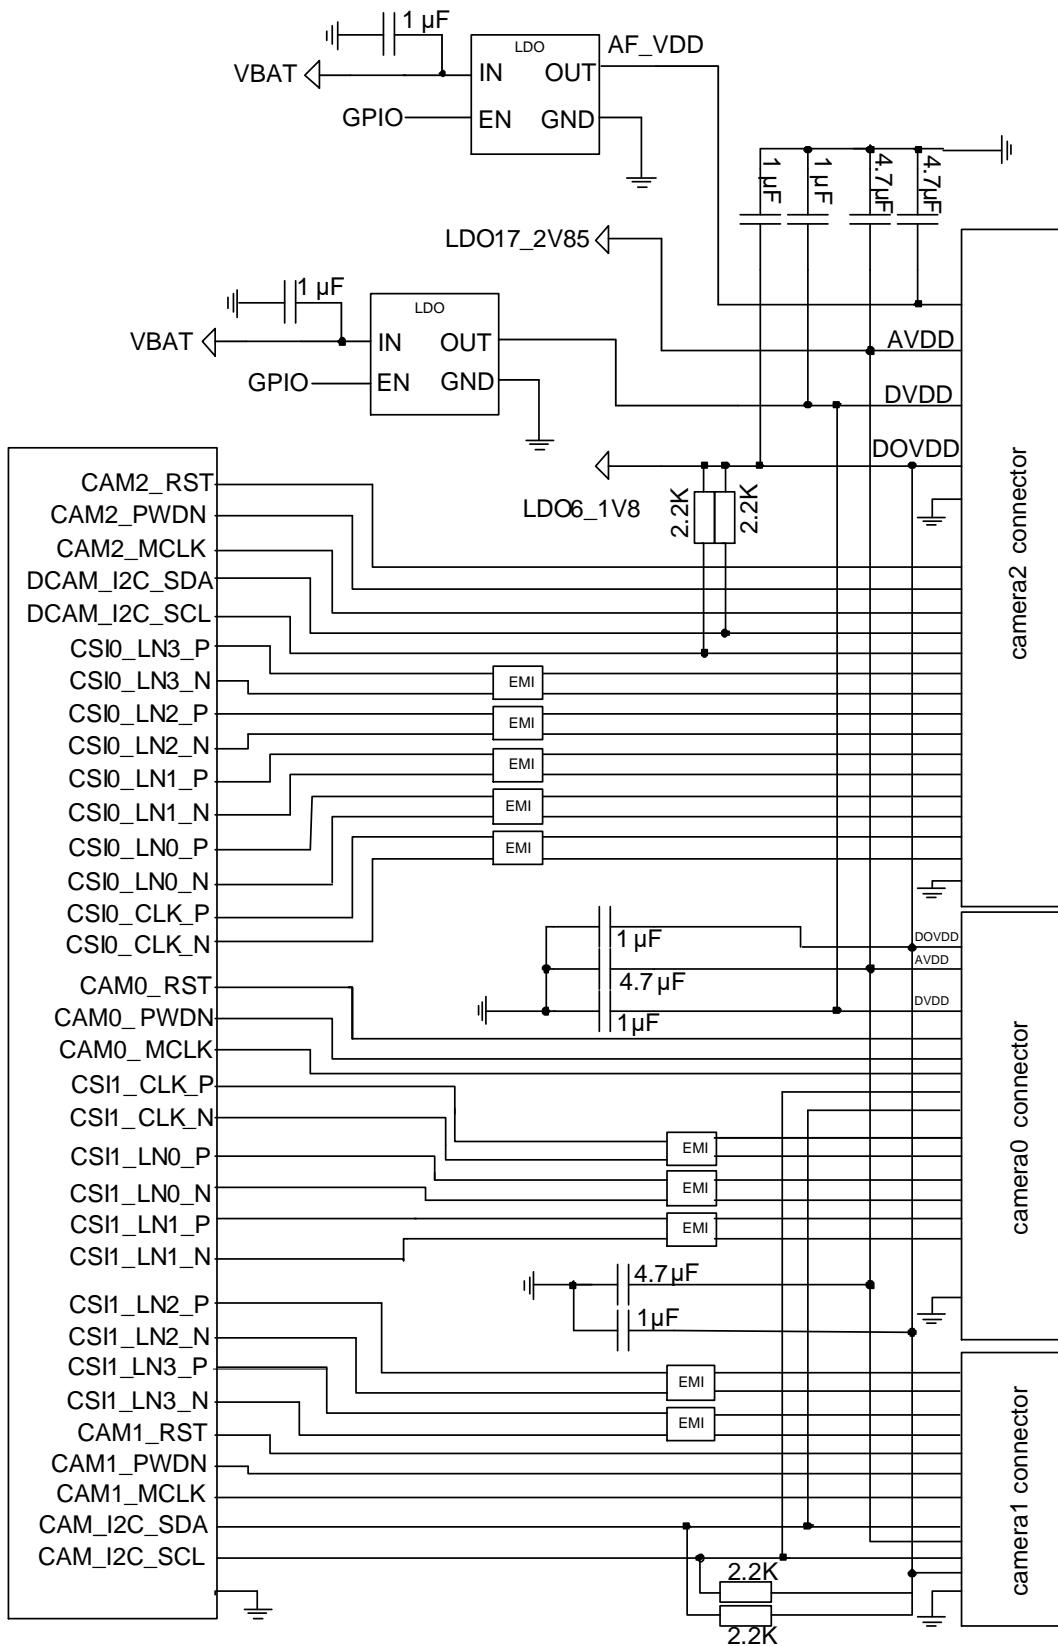 1 µF
LDO
AF_VDD
VBAT
IN
OUT
GPIO
EN
GND
1 µF
1 µF
4.7µF
4.7µF
LDO17_2V85
1 µF
LDO
VBAT
IN
OUT
AVDD
GPIO
EN
GND
DVDD
DOVDD
LDO6_1V8
2.2K
2.2K
camera2 connector
CAM2_RST
CAM2_PWDN
CAM2_MCLK
DCAM_I2C_SDA
DCAM_I2C_SCL
CSI0_LN3_P
CSI0_LN3_N
EMI
CSI0_LN2_P
EMI
CSI0_LN2_N
CSI0_LN1_P
EMI
CSI0_LN1_N
EMI
CSI0_LN0_P
EMI
CSI0_LN0_N
CSI0_CLK_P
CSI0_CLK_N
1 µF
DOVDD
AVDD
4.7 µF
DVDD
1µF
CAM0_RST
CAM0_PWDN
CAM0_MCLK
camera0 connector
CSI1_CLK_P
CSI1_CLK_N
EMI
CSI1_LN0_P
EMI
CSI1_LN0_N
CSI1_LN1_P
EMI
CSI1_LN1_N
4.7µF
1µF
CSI1_LN2_P
CSI1_LN2_N
CSI1_LN3_P
EMI
CSI1_LN3_N
EMI
CAM1_RST
CAM1_PWDN
CAM1_MCLK
CAM_I2C_SDA
CAM_I2C_SCL
camera1 connector
2.2K
2.2K